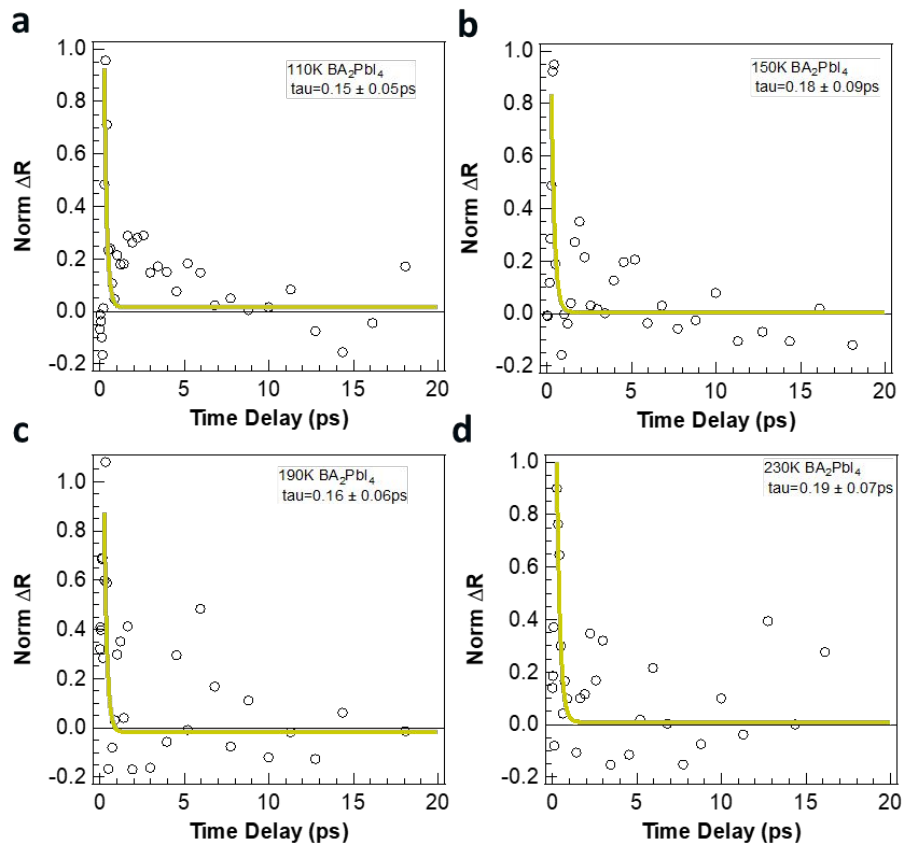 a
1.0
0.8
0.6
0.4
0.2
0.0
-0.2
Norm ΔR
110K BA₂PbI₄
tau=0.15 ± 0.05ps
0
5
10
15
20
Time Delay (ps)
b
1.0
0.8
0.6
0.4
0.2
0.0
-0.2
Norm ΔR
150K BA₂PbI₄
tau=0.18 ± 0.09ps
0
5
10
15
20
Time Delay (ps)
c
1.0
0.8
0.6
0.4
0.2
0.0
-0.2
Norm ΔR
190K BA₂PbI₄
tau=0.16 ± 0.06ps
0
5
10
15
20
Time Delay (ps)
d
1.0
0.8
0.6
0.4
0.2
0.0
-0.2
Norm ΔR
230K BA₂PbI₄
tau=0.19 ± 0.07ps
0
5
10
15
20
Time Delay (ps)